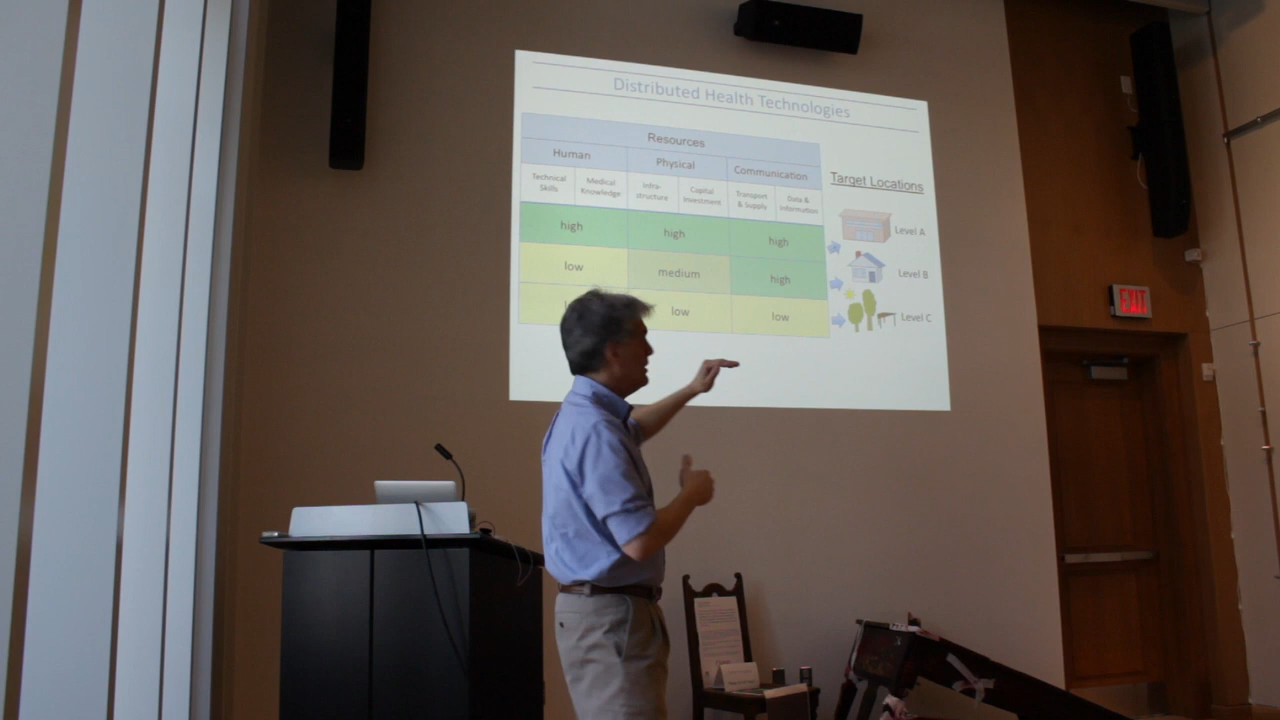 Distributed Health Technologies
Resources
Human Physical Communication
Technical Skills Medical Knowledge Infra-structure Capital Investment Transport & Supply Data & information
high high high
low medium high
low low
Target Locations
Level A
Level B
Level C
EXIT